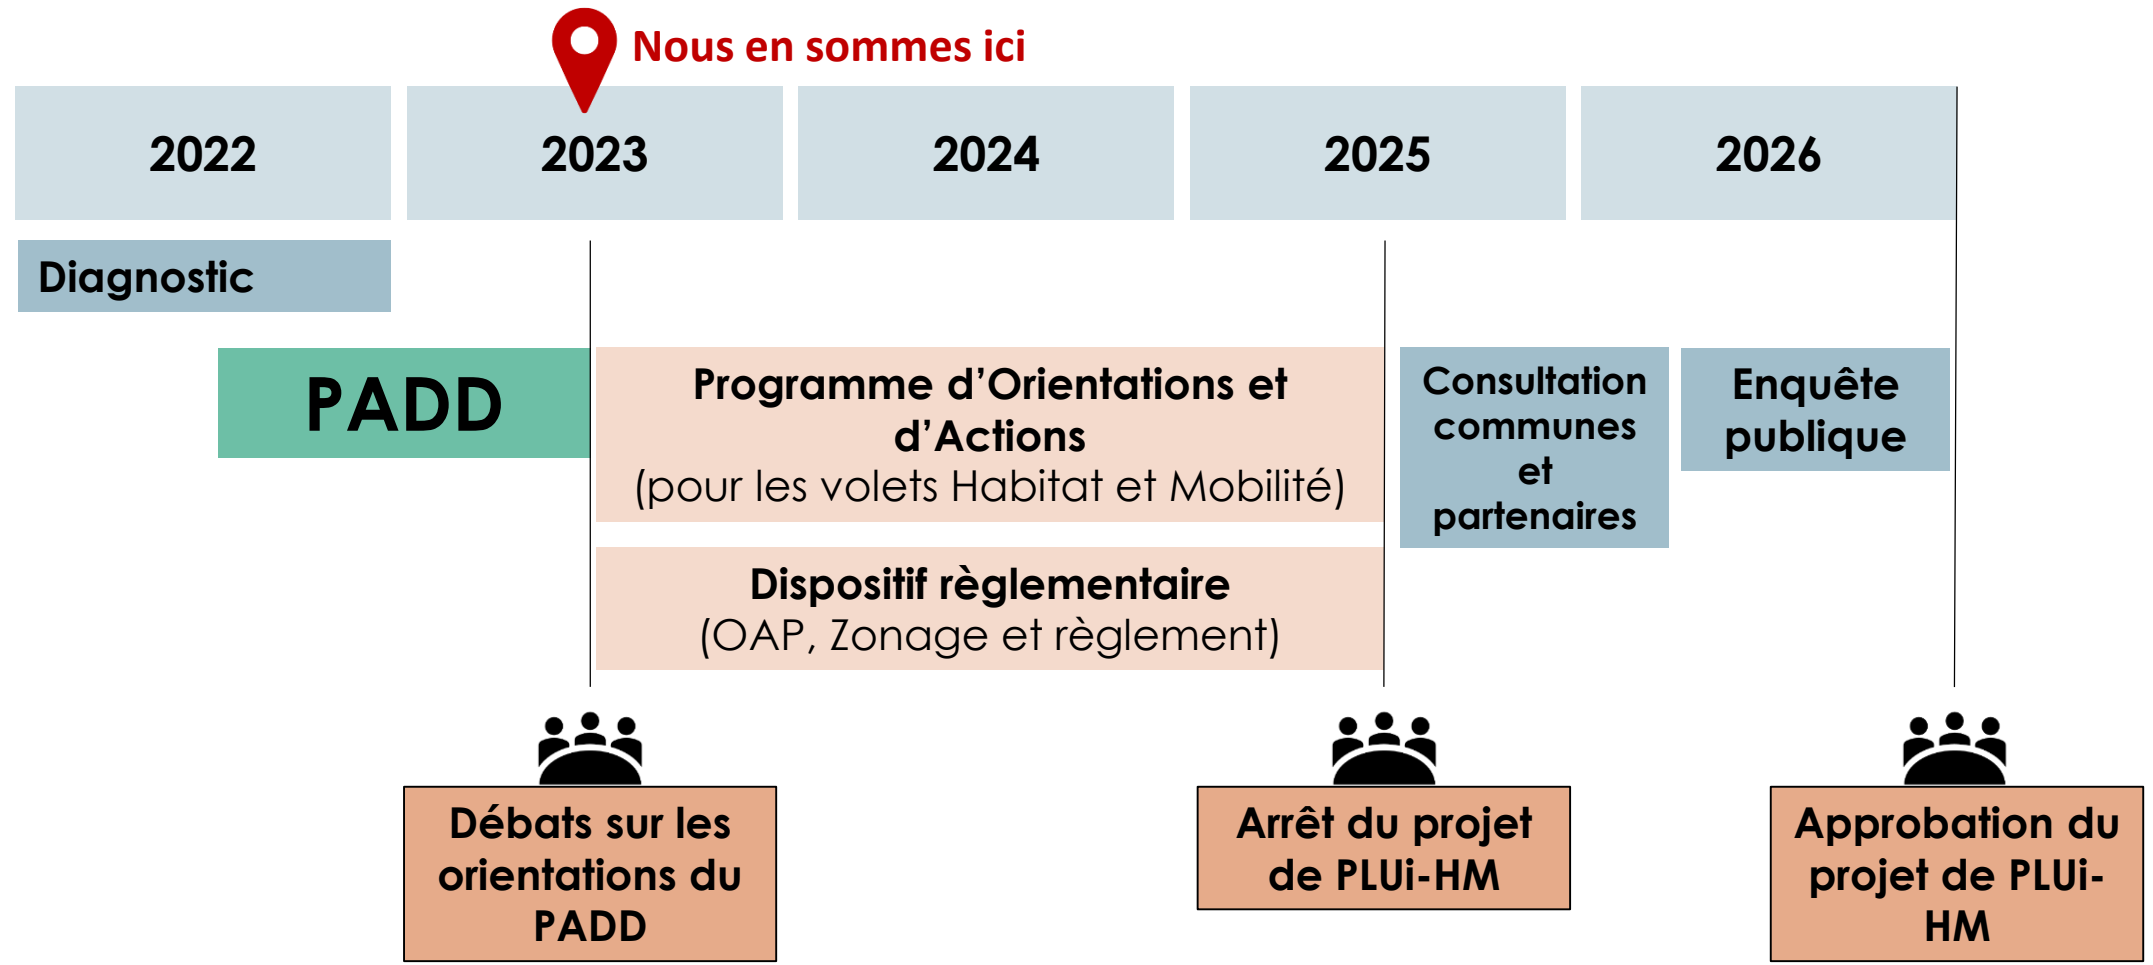 Nous en sommes ici
2022
2023
2024
2025
2026
Diagnostic
PADD
Programme d’Orientations et
d’Actions
(pour les volets Habitat et Mobilité)
Consultation
communes
et
partenaires
Enquête
publique
Dispositif règlementaire
(OAP, Zonage et règlement)
Débats sur les
orientations du
PADD
Arrêt du projet
de PLUi-HM
Approbation du
projet de PLUi-
HM